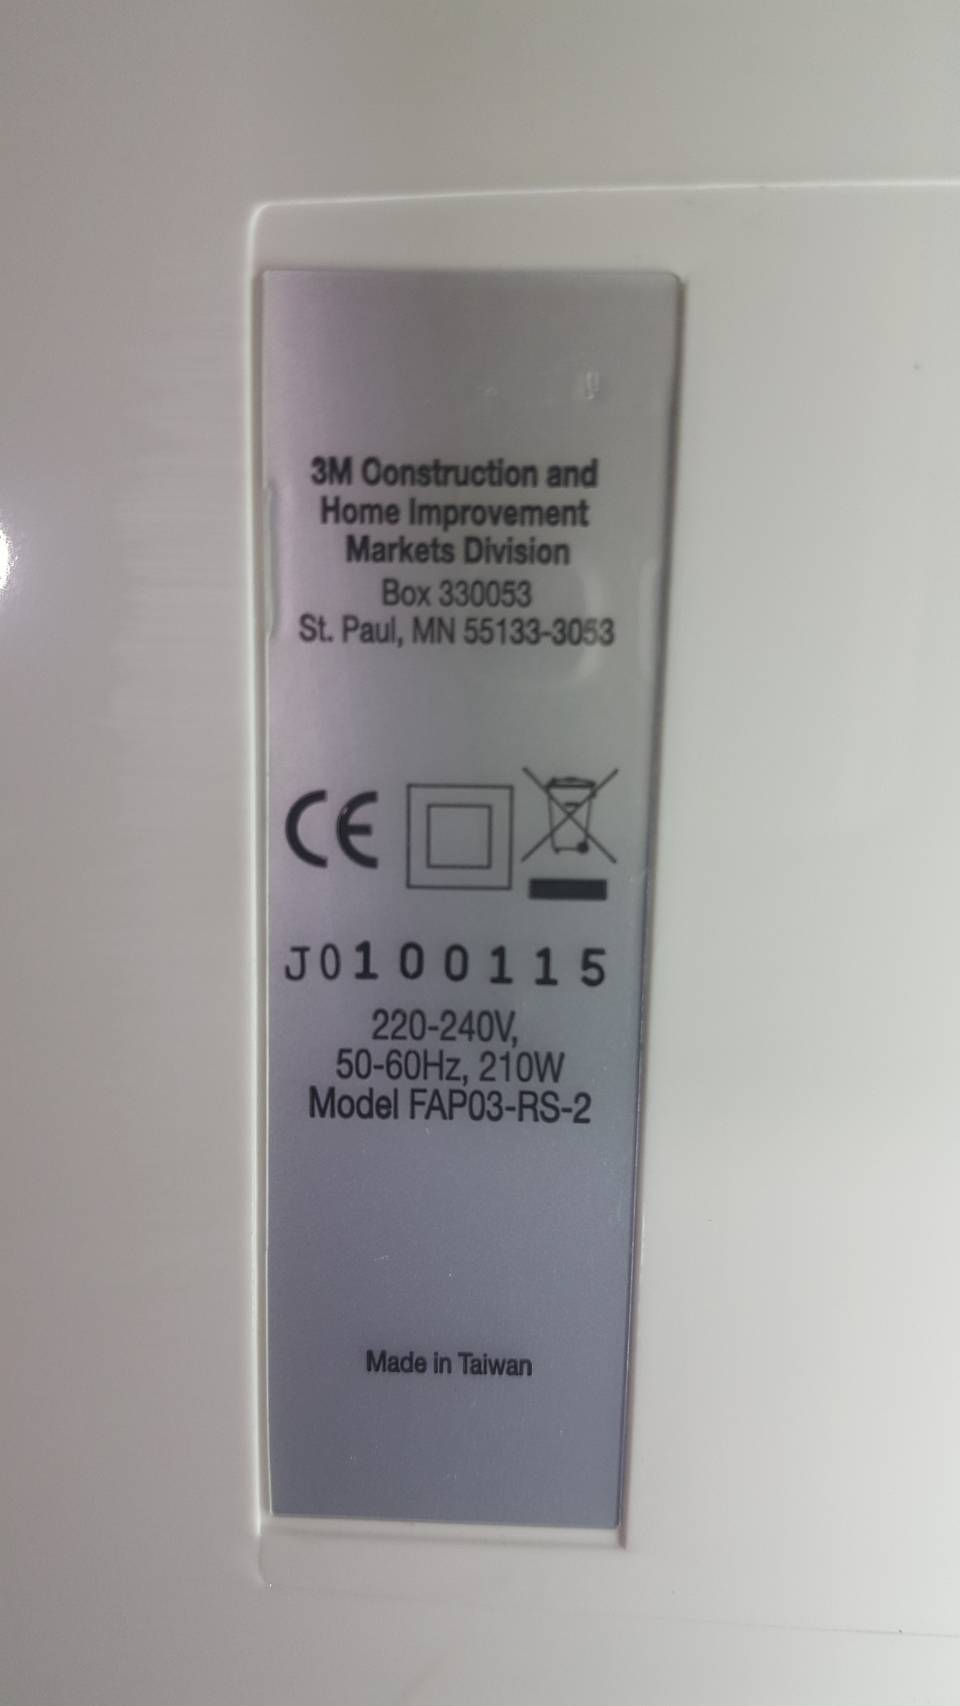 3M Construction and
Home Improvement
Markets Division
Box 330053
St. Paul, MN 55133-3053
CE
J0100115
220-240V,
50-60Hz, 210W
Model FAP03-RS-2
Made in Taiwan